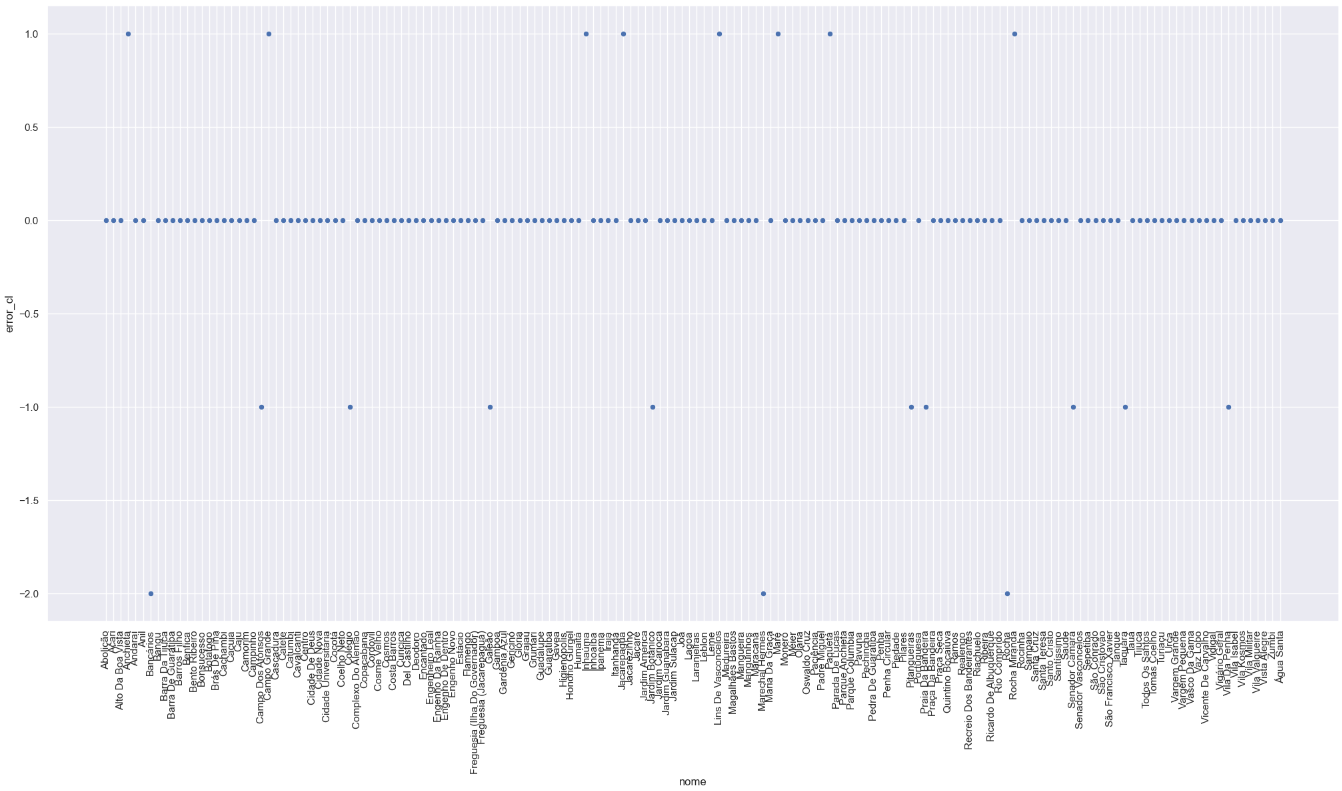 1.0
0.5
0.0
−0.5
−1.0
−1.5
−2.0
error_cl
Abolição
Acari
Alto Da Boa Vista
Anchieta
Andaraí
Anil
Bancários
Bangu
Barra Da Tijuca
Barra De Guaratiba
Barros Filho
Benfica
Bento Ribeiro
Bonsucesso
Botafogo
Brás De Pina
Cachambi
Cacuia
Caju
Camorim
Campinho
Campo Dos Afonsos
Campo Grande
Cascadura
Catete
Catumbi
Cavalcanti
Centro
Cidade De Deus
Cidade Nova
Cidade Universitária
Cocotá
Coelho Neto
Colégio
Complexo Do Alemão
Copacabana
Cordovil
Cosme Velho
Cosmos
Costa Barros
Curicica
Del Castilho
Deodoro
Encantado
Engenheiro Leal
Engenho Da Rainha
Engenho De Dentro
Engenho Novo
Estácio
Flamengo
Freguesia (Ilha Do Governador)
Freguesia (Jacarepaguá)
Galeão
Gamboa
Gardênia Azul
Gericinó
Glória
Grajaú
Grumari
Guadalupe
Guaratiba
Gávea
Higienópolis
Honório Gurgel
Humaitá
Inhaúma
Inhoaíba
Ipanema
Irajá
Itanhangá
Jacarepaguá
Jacarezinho
Jacaré
Jardim América
Jardim Botânico
Jardim Carioca
Jardim Guanabara
Jardim Sulacap
Joá
Lagoa
Laranjeiras
Leblon
Leme
Lins De Vasconcelos
Madureira
Magalhães Bastos
Mangueira
Manguinhos
Maracanã
Marechal Hermes
Maria Da Graça
Maré
Moneró
Méier
Olaria
Oswaldo Cruz
Paciência
Padre Miguel
Paquetá
Parada De Lucas
Parque Anchieta
Parque Columbia
Pavuna
Pechincha
Pedra De Guaratiba
Penha
Penha Circular
Piedade
Pilares
Pitangueiras
Portuguesa
Praia Da Bandeira
Praça Da Bandeira
Praça Seca
Quintino Bocaiúva
Ramos
Realengo
Recreio Dos Bandeirantes
Riachuelo
Ribeira
Ricardo De Albuquerque
Rio Comprido
Rocha
Rocha Miranda
Rocinha
Sampaio
Santa Cruz
Santa Teresa
Santo Cristo
Santíssimo
Saúde
Senador Camará
Senador Vasconcelos
Sepetiba
São Conrado
São Cristóvão
São Francisco Xavier
Tanque
Taquara
Tauá
Tijuca
Todos Os Santos
Tomás Coelho
Turiaçu
Urca
Vargem Grande
Vargem Pequena
Vasco Da Gama
Vaz Lobo
Vicente De Carvalho
Vidigal
Vigário Geral
Vila Da Penha
Vila Isabel
Vila Kosmos
Vila Militar
Vila Valqueire
Vista Alegre
Zumbi
Água Santa
nome